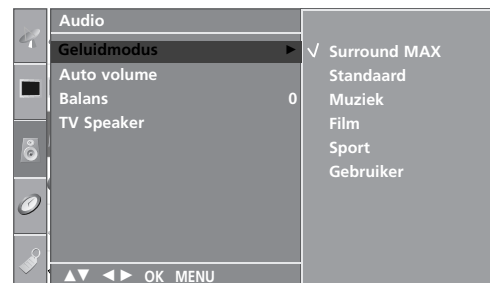 Audio
Geluidmodus ►
Auto volume
Balans 0
TV Speaker
▲▼ ◄► OK MENU
√ Surround MAX
Standaard
Muziek
Film
Sport
Gebruiker